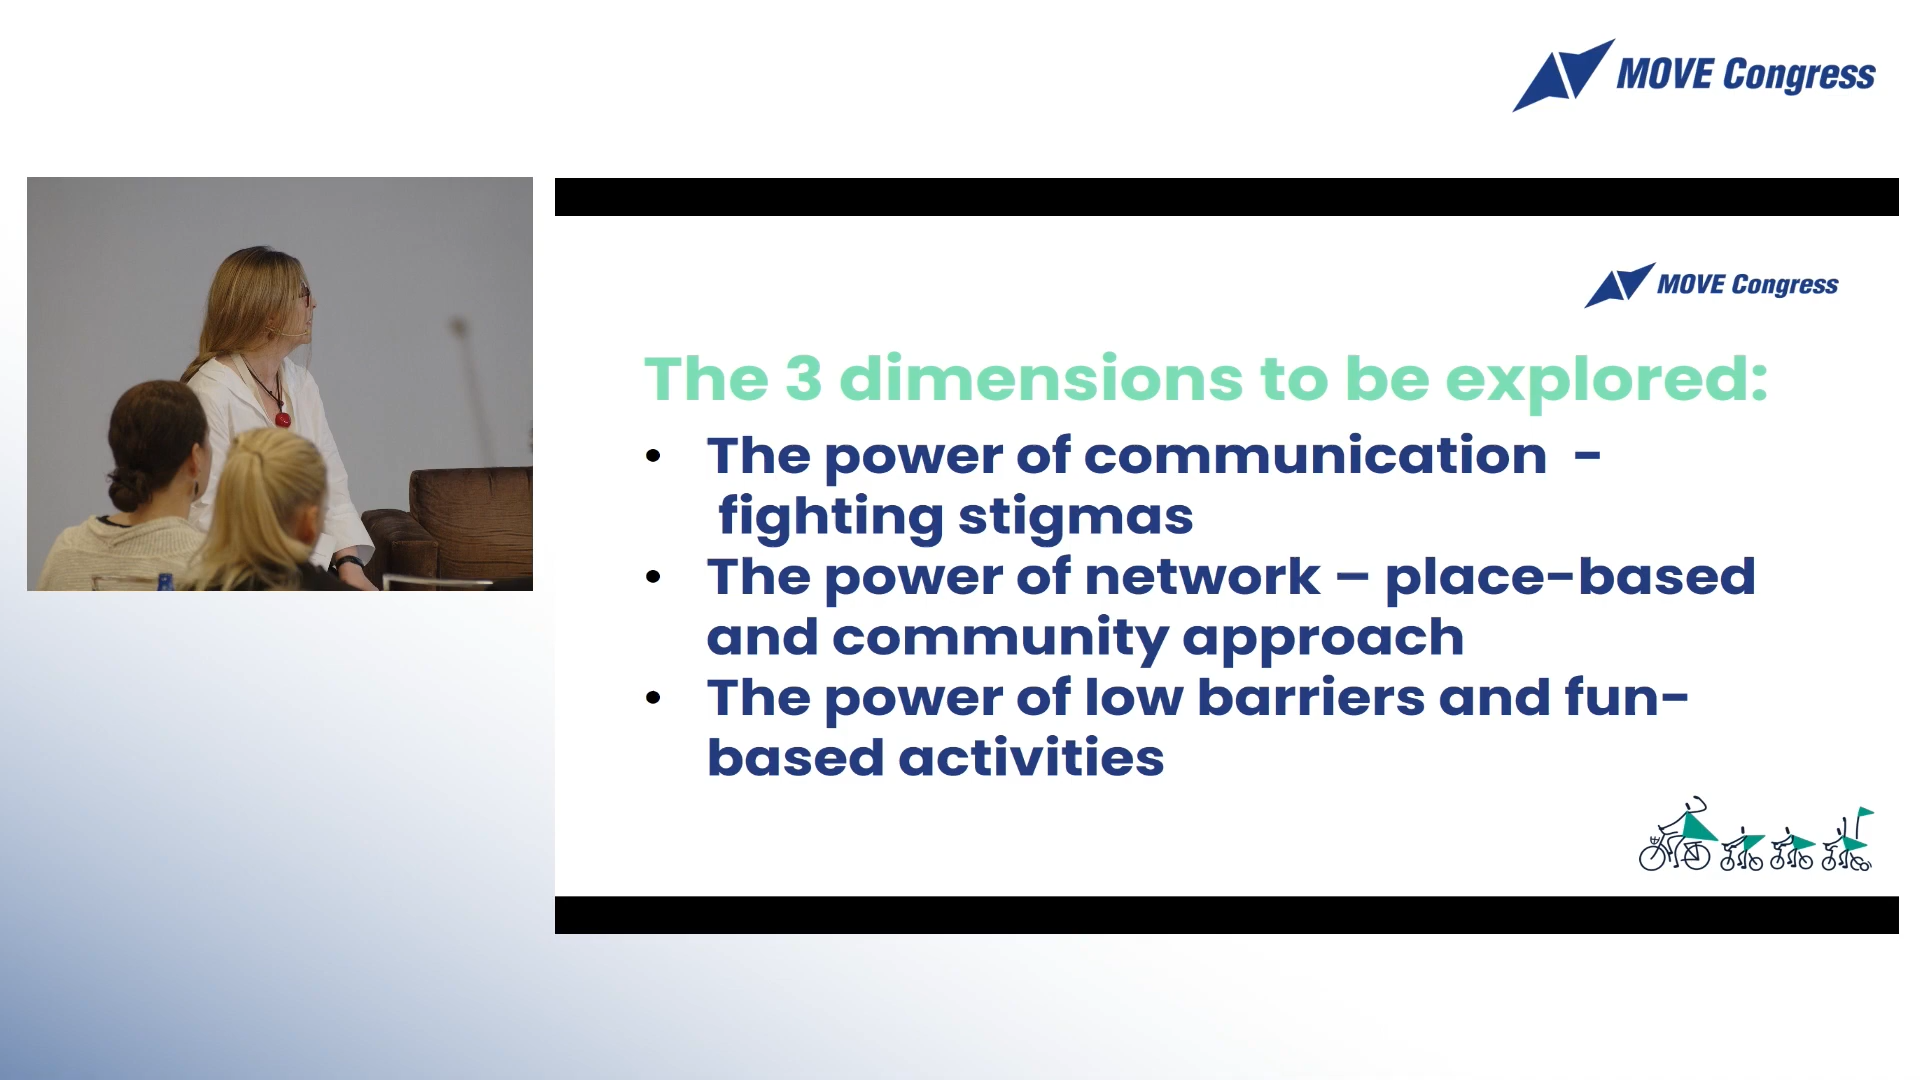 MOVE Congress
MOVE Congress
The 3 dimensions to be explored:
• The power of communication -
fighting stigmas
• The power of network – place-based
and community approach
• The power of low barriers and fun-
based activities